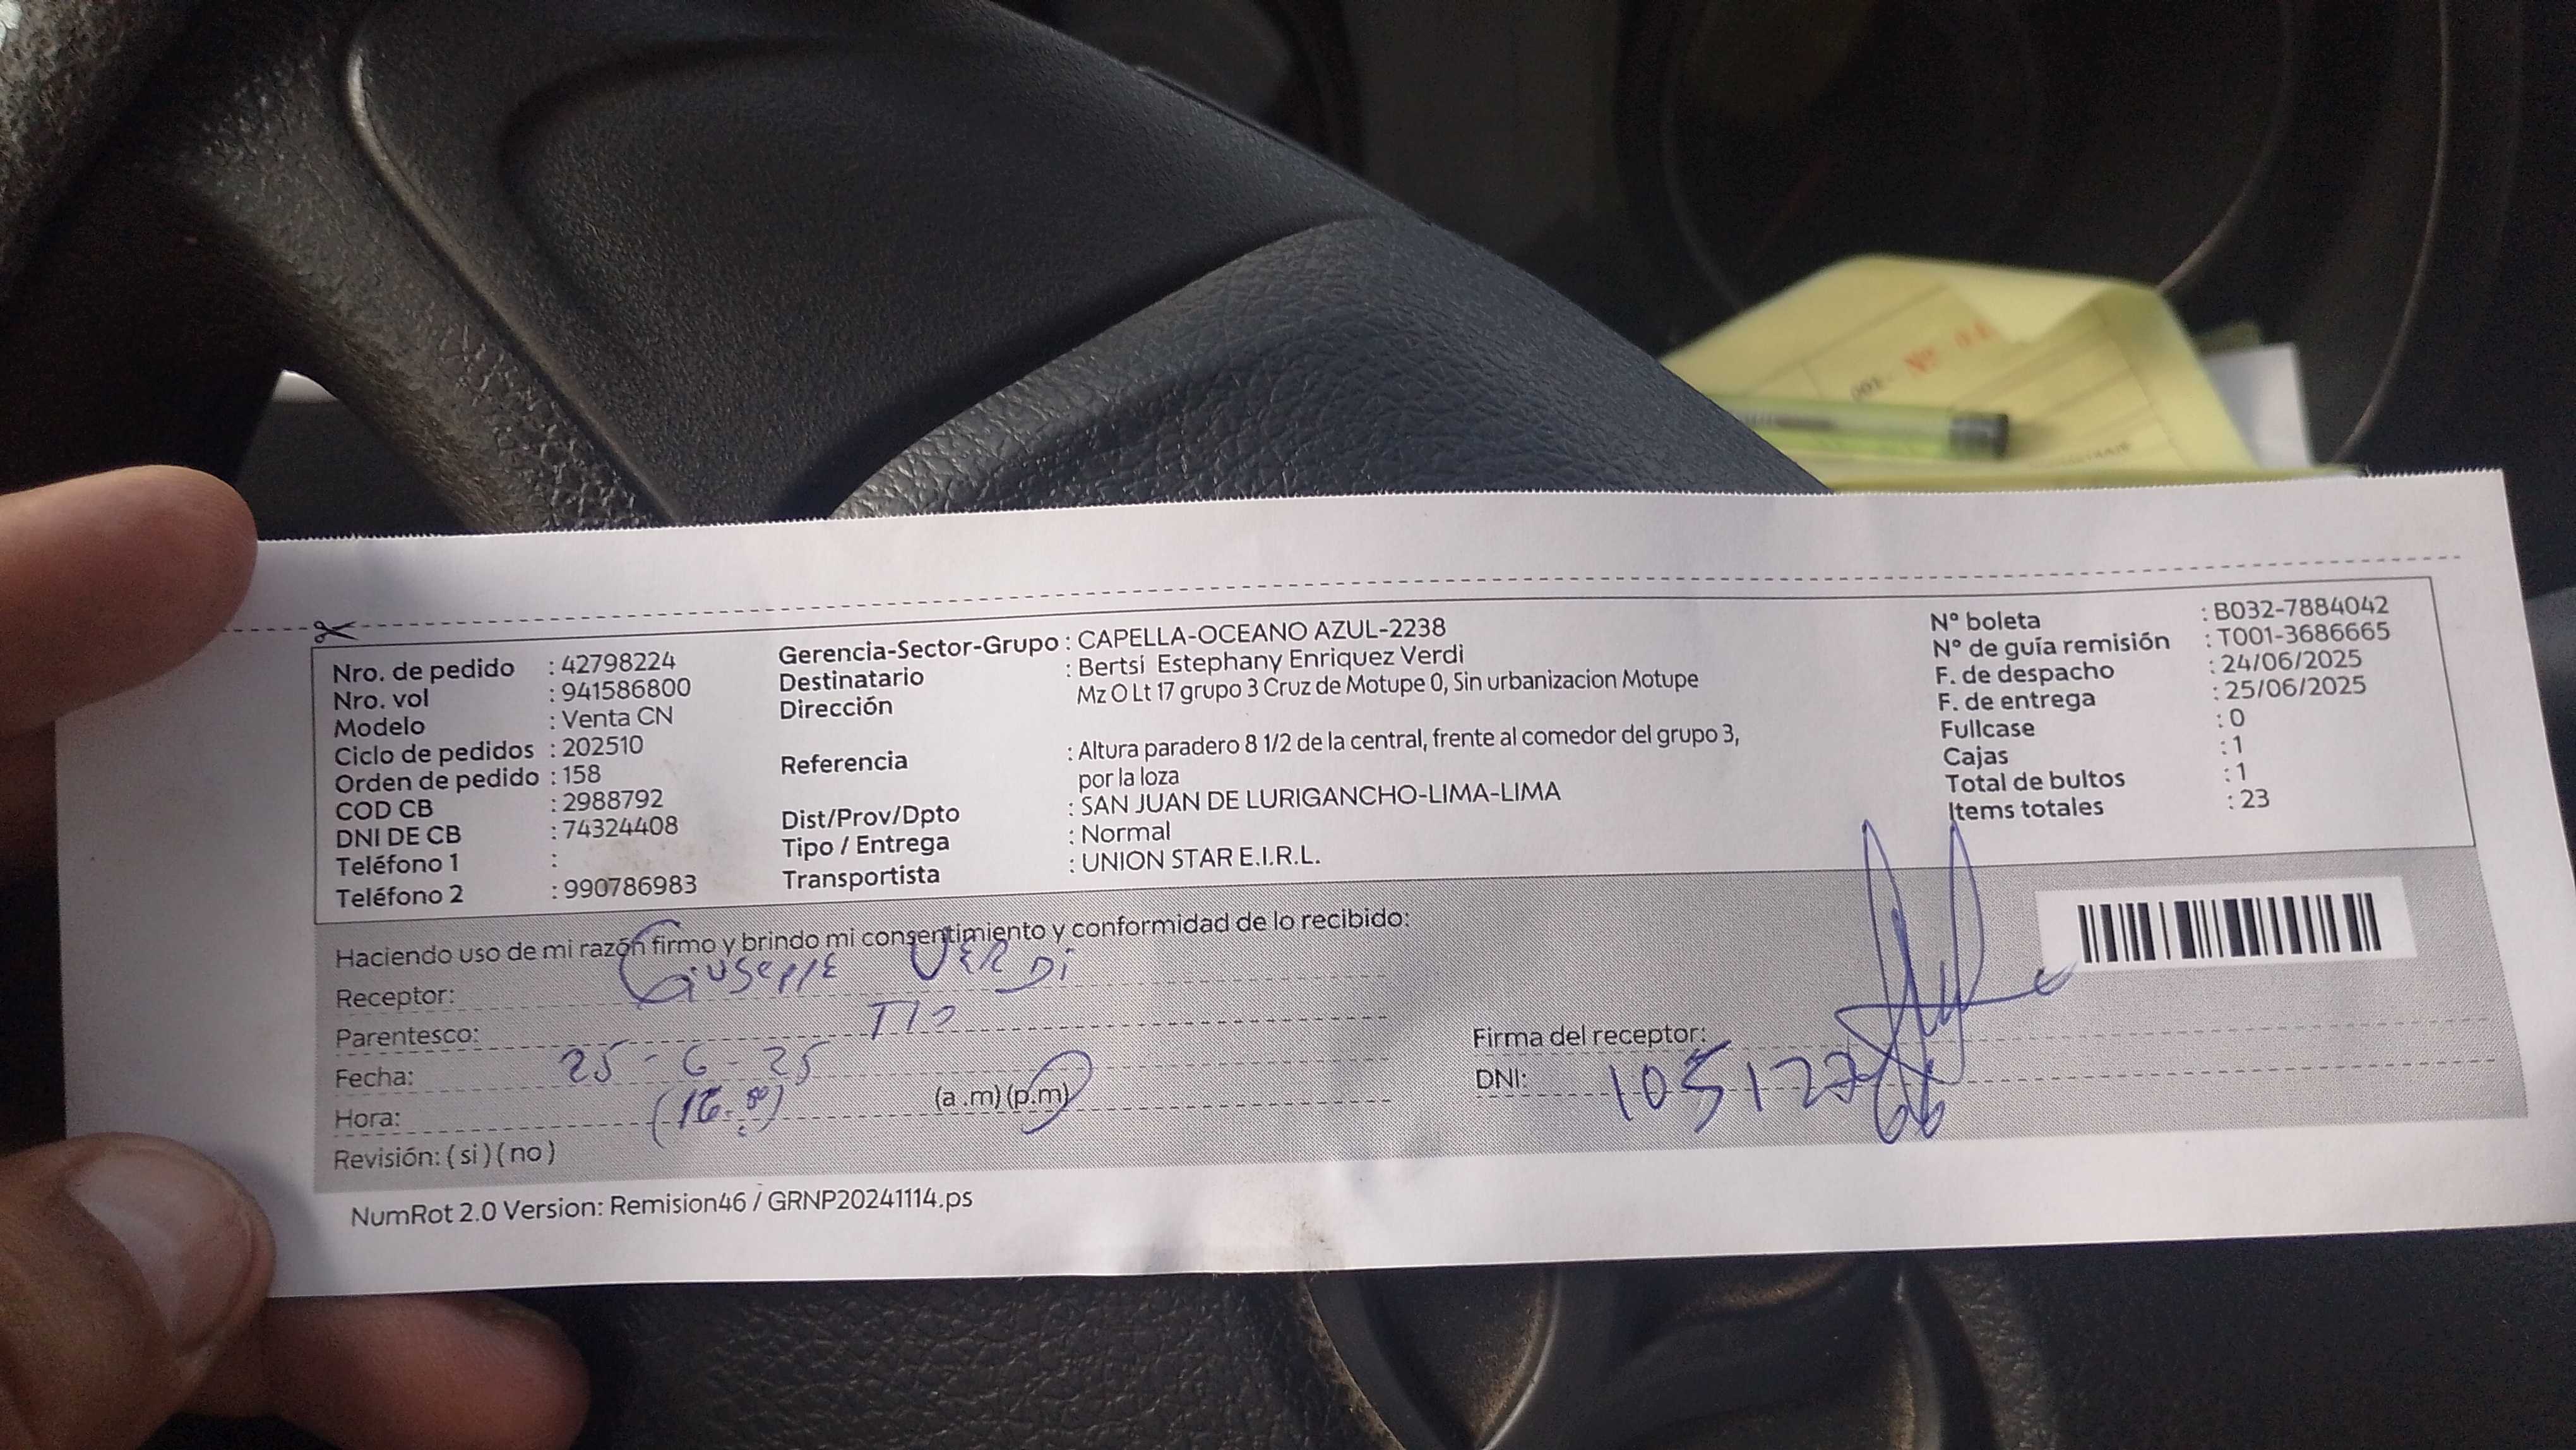 Nro. de pedido : 42798224
Nro. vol : 941586800
Modelo : Venta CN
Ciclo de pedidos : 202510
Orden de pedido : 158
COD CB : 2988792
DNI DE CB : 74324408
Teléfono 1 :
Teléfono 2 : 990786983
Gerencia-Sector-Grupo : CAPELLA-OCEANO AZUL-2238
Destinatario : Bertsi Estephany Enriquez Verdi
Dirección Mz O Lt 17 grupo 3 Cruz de Motupe 0, Sin urbanizacion Motupe
Referencia : Altura paradero 8 1/2 de la central, frente al comedor del grupo 3,
por la loza
Dist/Prov/Dpto : SAN JUAN DE LURIGANCHO-LIMA-LIMA
Tipo / Entrega : Normal
Transportista : UNION STAR E.I.R.L.
N° boleta : B032-7884042
N° de guía remisión : T001-3686665
F. de despacho : 24/06/2025
F. de entrega : 25/06/2025
Fullcase : 0
Cajas : 1
Total de bultos : 1
Items totales : 23
Haciendo uso de mi razón firmo y brindo mi consentimiento y conformidad de lo recibido:
Receptor: Giuseppe VERDi
Parentesco: TIO
Fecha: 25-6-25
Hora: (a.m)(p.m)
Revisión: (si)(no)
Firma del receptor:
DNI:
NumRot 2.0 Version: Remision46 / GRNP20241114.ps
001- N°